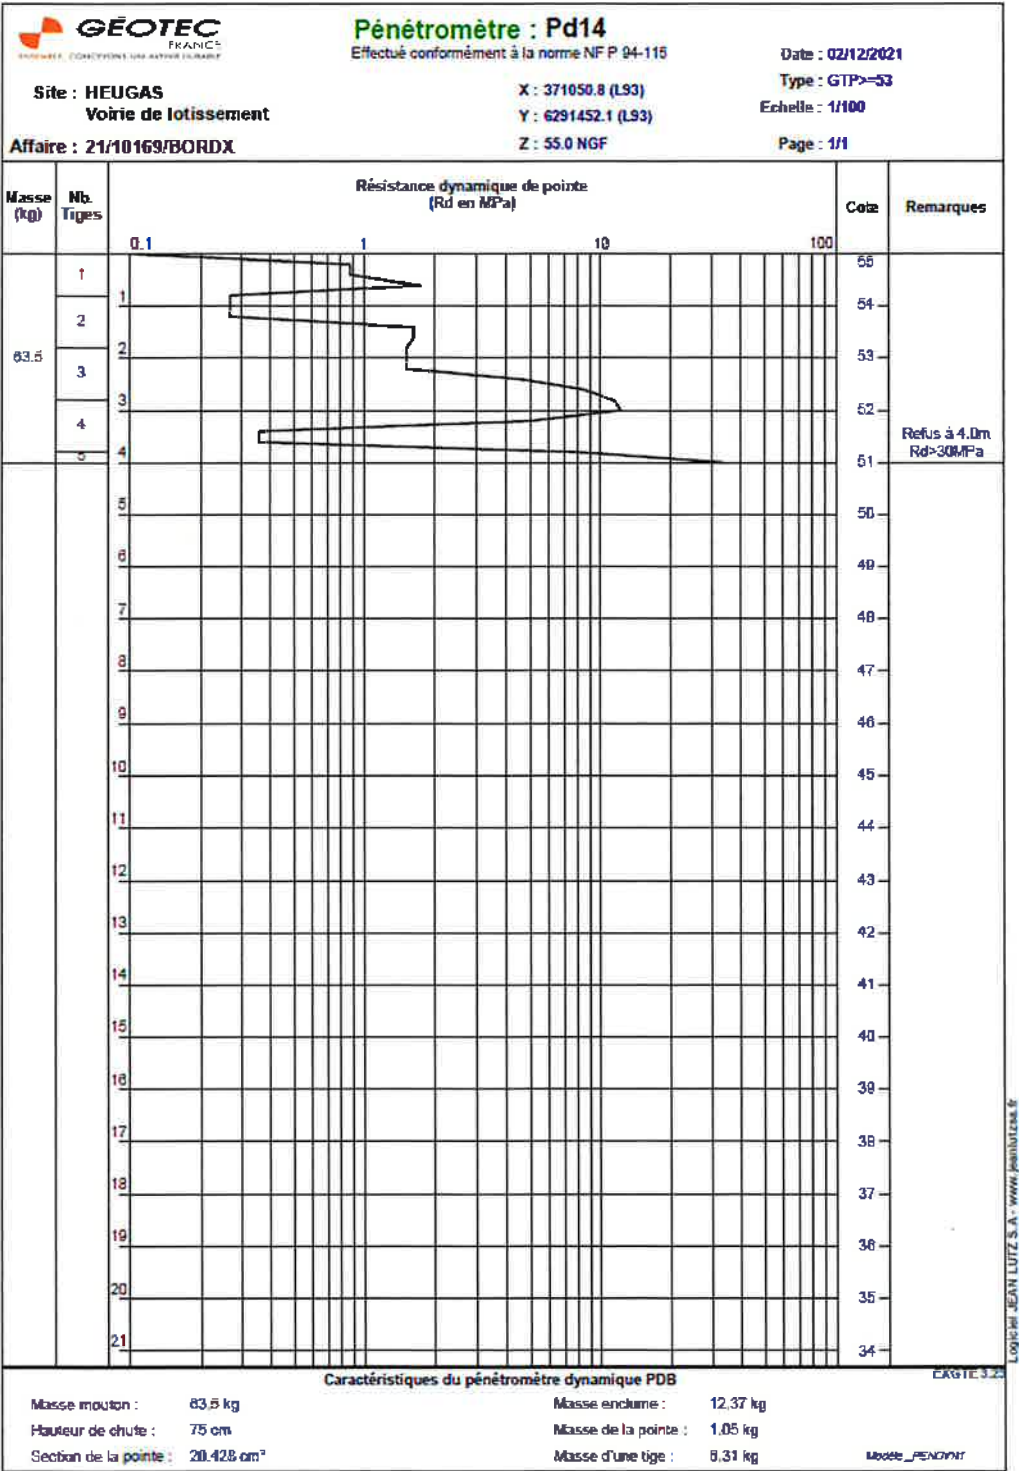 GÉOTEC
FRANCE
Pénétromètre : Pd14
Effectué conformément à la norme NF P 94-115
Date : 02/12/2021
Type : GTP>=53
Echelle : 1/100
Page : 1/1
Site : HEUGAS
Voirie de lotissement
Affaire : 21/10169/BORDX
X : 371050.8 (L93)
Y : 6291452.1 (L93)
Z : 55.0 NGF
Masse (kg)
Nb. Tiges
Résistance dynamique de pointe
(Rd en MPa)
Cote
Remarques
0.1 1 10 100
63.5
1
2
3
4
5
1
2
3
4
5
6
7
8
9
10
11
12
13
14
15
16
17
18
19
20
21
55
54
53
52
51
50
49
48
47
46
45
44
43
42
41
40
39
38
37
36
35
34
Refus à 4.0m
Rd>30MPa
Logiciel JEAN LUTZ S.A - www.jeanlutzsa.fr
EXGTE 3.23
Caractéristiques du pénétromètre dynamique PDB
Masse mouton : 63,5 kg
Hauteur de chute : 75 cm
Section de la pointe : 20.428 cm²
Masse enclume : 12,37 kg
Masse de la pointe : 1,05 kg
Masse d'une tige : 6,31 kg